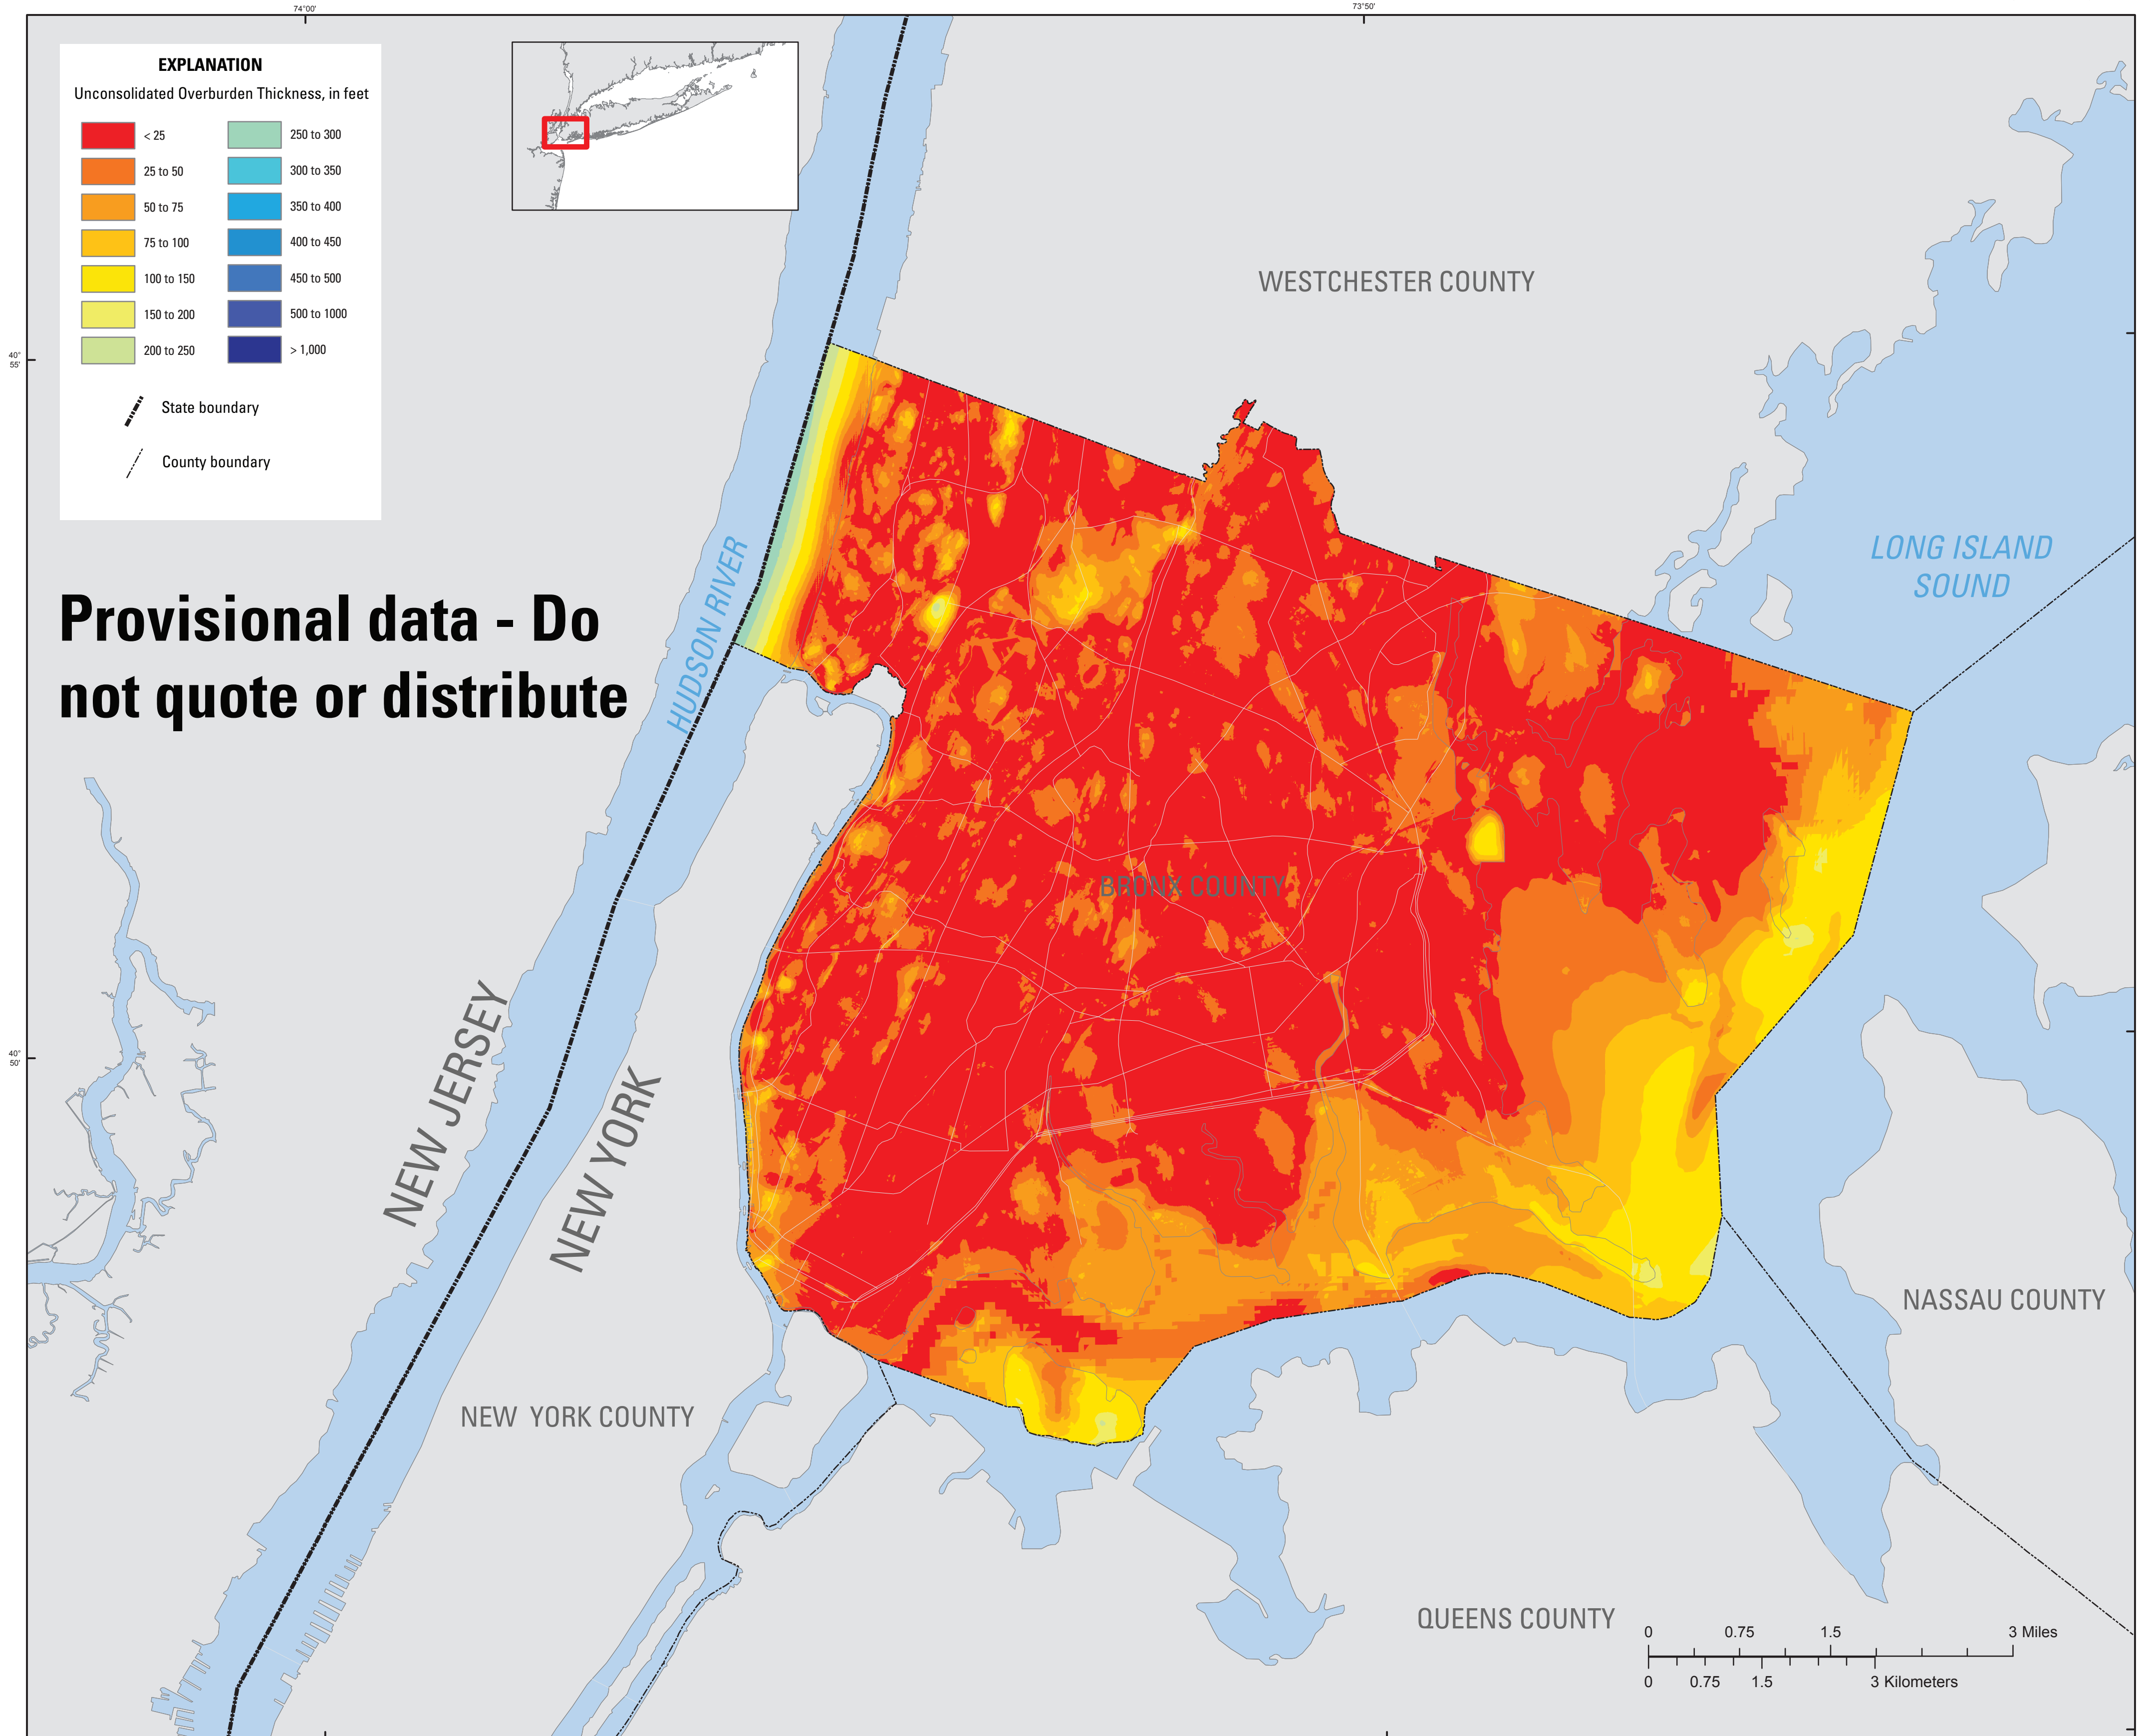 74°00'
73°50'
EXPLANATION
Unconsolidated Overburden Thickness, in feet
< 25
25 to 50
50 to 75
75 to 100
100 to 150
150 to 200
200 to 250
250 to 300
300 to 350
350 to 400
400 to 450
450 to 500
500 to 1000
> 1,000
State boundary
County boundary
WESTCHESTER COUNTY
40°
55'
LONG ISLAND
SOUND
HUDSON RIVER
Provisional data - Do
not quote or distribute
BRONX COUNTY
40°
50'
NEW JERSEY
NEW YORK
NASSAU COUNTY
NEW YORK COUNTY
QUEENS COUNTY
0 0.75 1.5 3 Miles
0 0.75 1.5 3 Kilometers